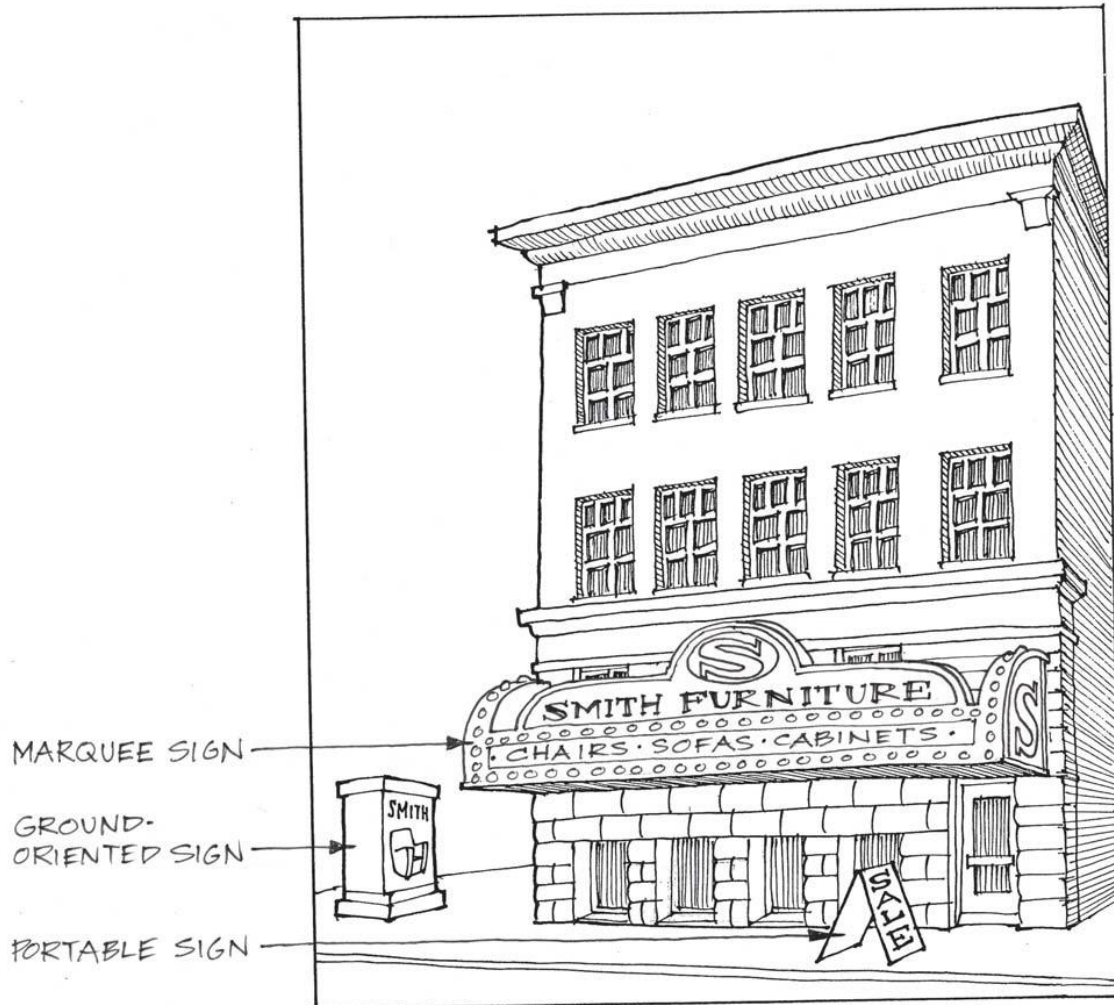 S
SMITH FURNITURE
S
· CHAIRS · SOFAS · CABINETS ·
MARQUEE SIGN
SMITH
GROUND-
ORIENTED SIGN
SALE
PORTABLE SIGN